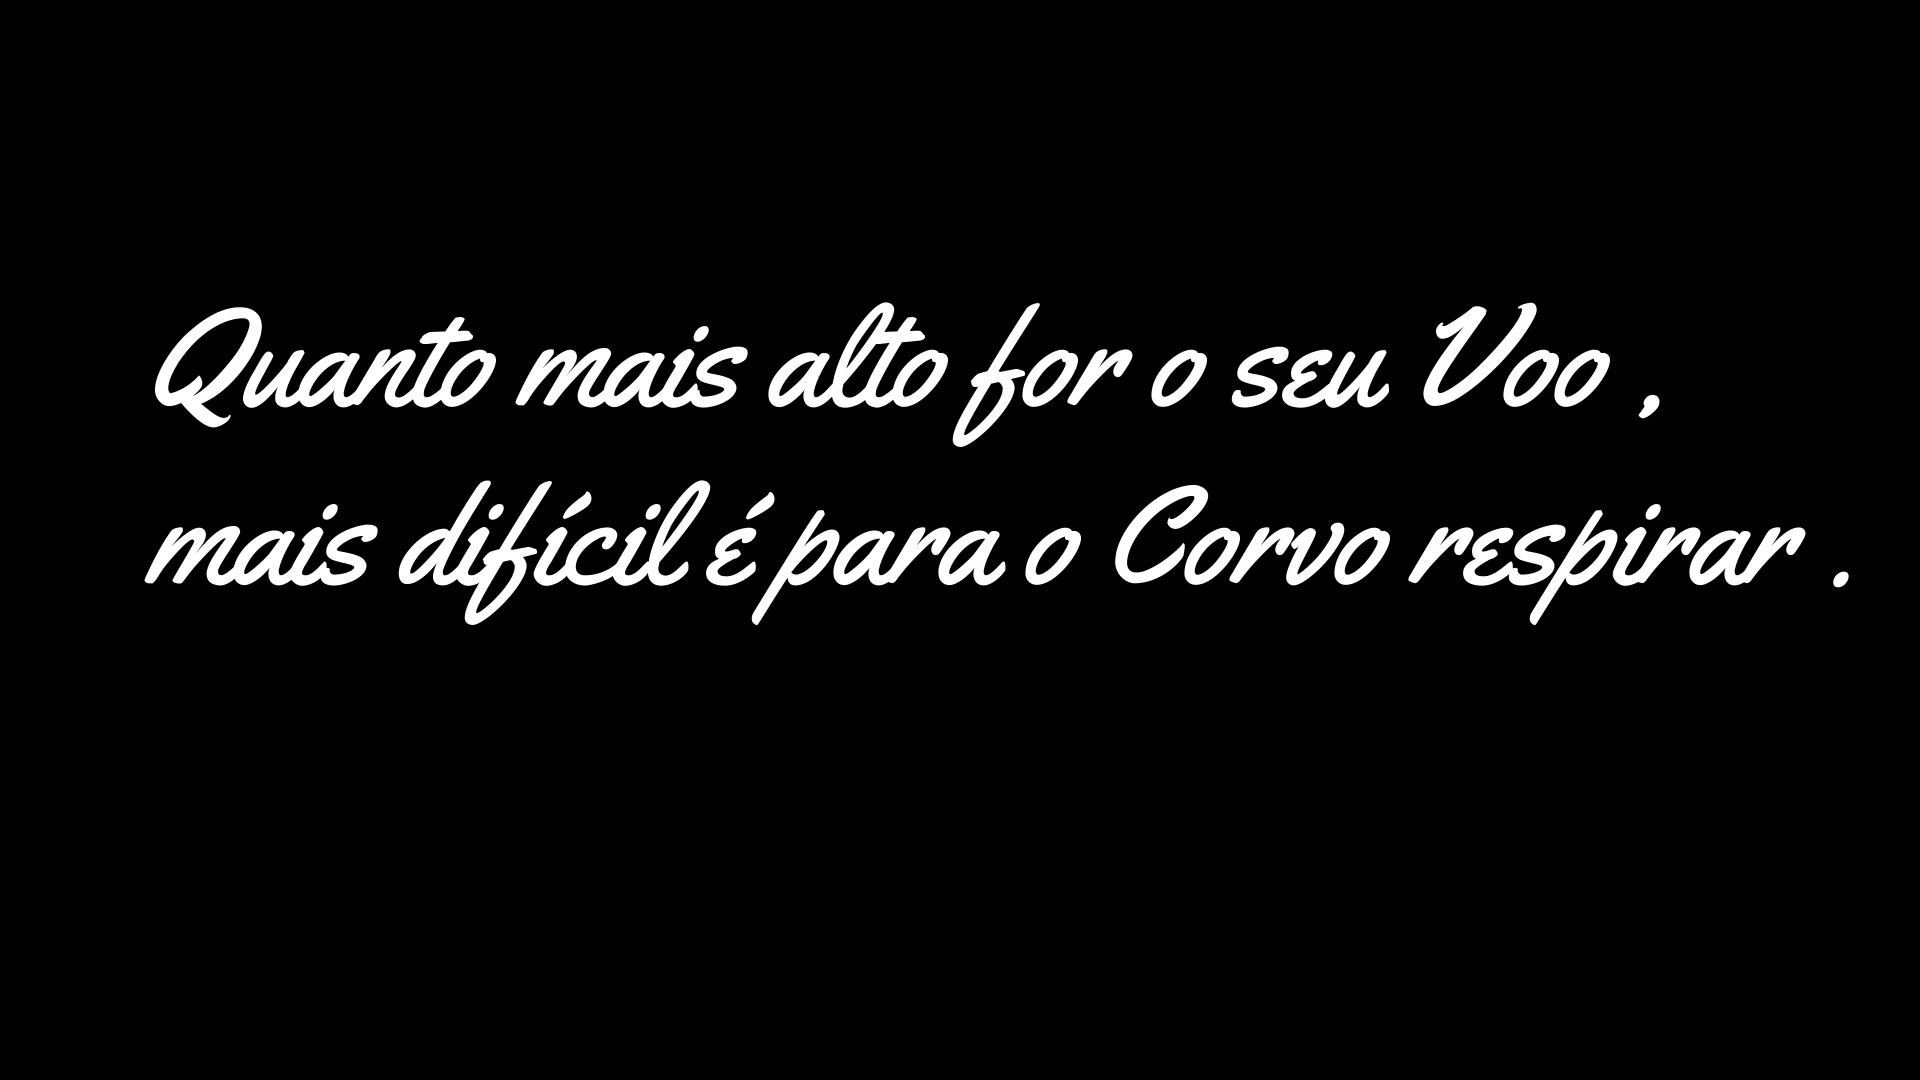 Quanto mais alto for o seu Voo ,
mais difícil é para o Corvo respirar .